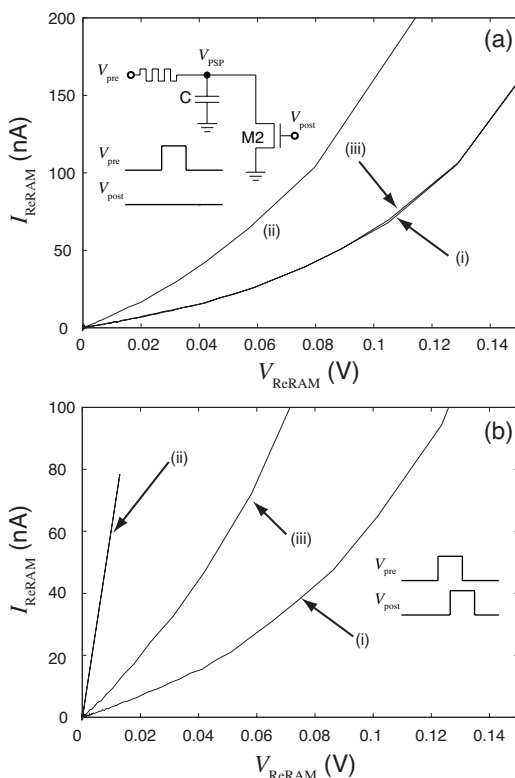 200
(a)
V_PSP
V_pre
C
150
M2
V_post
V_pre
V_post
I_ReRAM (nA)
100
(iii)
(ii)
(i)
50
0
0 0.02 0.04 0.06 0.08 0.1 0.12 0.14
V_ReRAM (V)
100
(b)
(ii)
80
I_ReRAM (nA)
60
(iii)
V_pre
V_post
40
(i)
20
0
0 0.02 0.04 0.06 0.08 0.1 0.12 0.14
V_ReRAM (V)